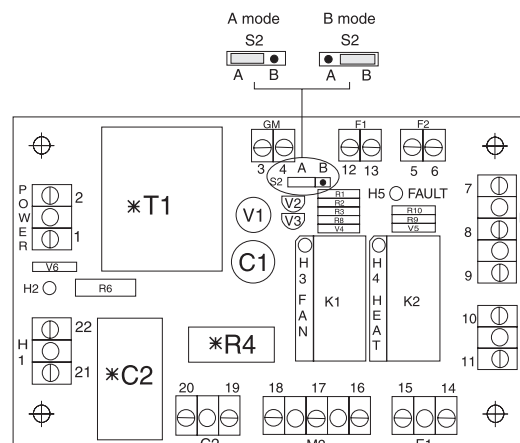 A mode B mode
S2 S2
A B A B
GM F1 F2
3 4 A B 12 13 5 6
S2
POWER
2
1
*T1
V1
V2
V3
C1
R1
R2
R3
R8
V4
H5 FAULT
R10
R9
V5
7
8
9
V6
H2
R6
H3 FAN
K1
H4 HEAT
K2
H1
22
21
*C2
*R4
10
11
20 19 18 17 16 15 14